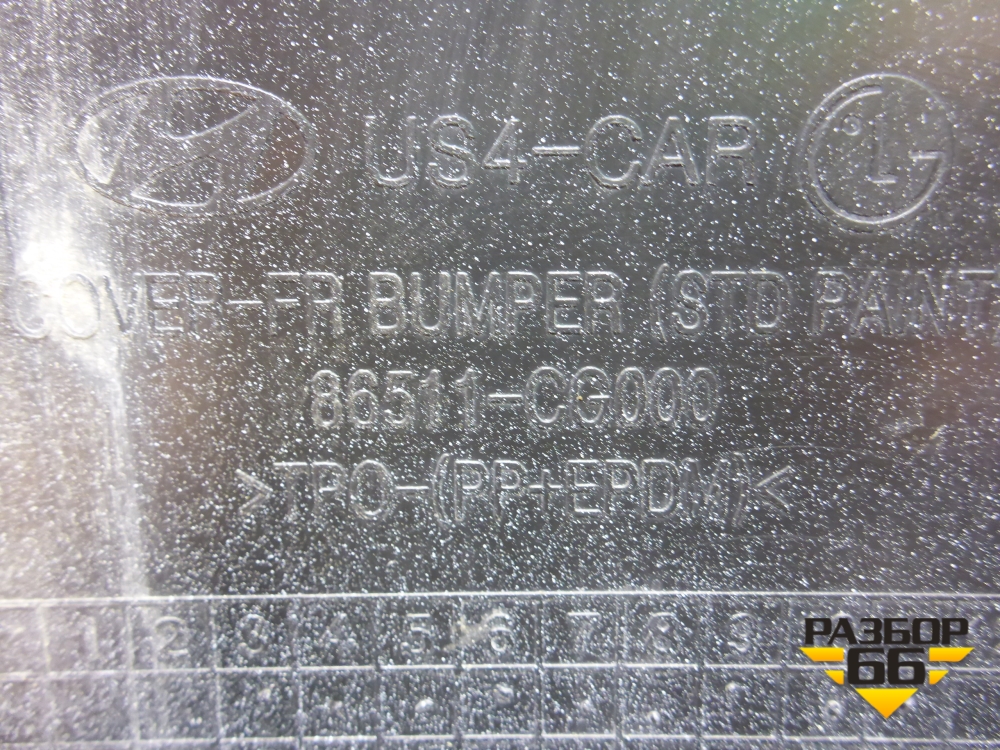 US4-CAR LG
COVER-FR BUMPER (STD PAINT)
86511-CG000
>TPO-(PP+EPDM)<
1 2 3 4 5 6 7 8 9
РАЗБОР
66